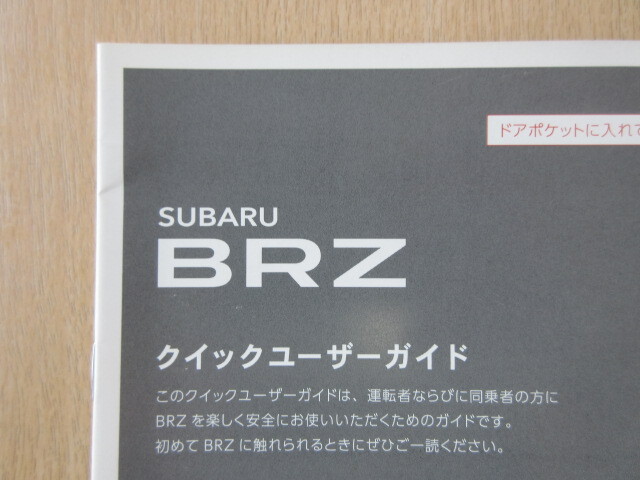 ドアポケットに入れて
SUBARU
BRZ
クイックユーザーガイド
このクイックユーザーガイドは、運転者ならびに同乗者の方に
BRZ を楽しく安全にお使いいただくためのガイドです。
初めて BRZ に触れられるときにぜひご一読ください。